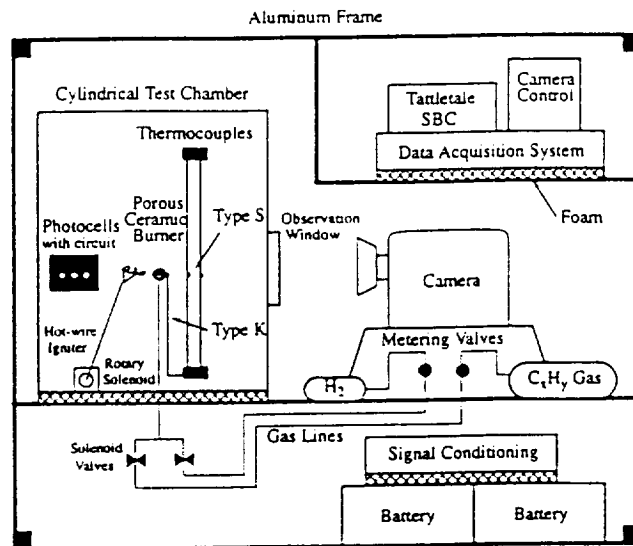 Aluminum Frame
Cylindrical Test Chamber
Thermocouples
Porous
Ceramic
Burner
Type S
Photocells
with circuit
Hot-wire
Igniter
Rotary
Solenoid
Type K
Observation
Window
Camera
Tattletale
SBC
Camera
Control
Data Acquisition System
Foam
Metering Valves
H₂
CₓHᵧ Gas
Solenoid
Valves
Gas Lines
Signal Conditioning
Battery
Battery